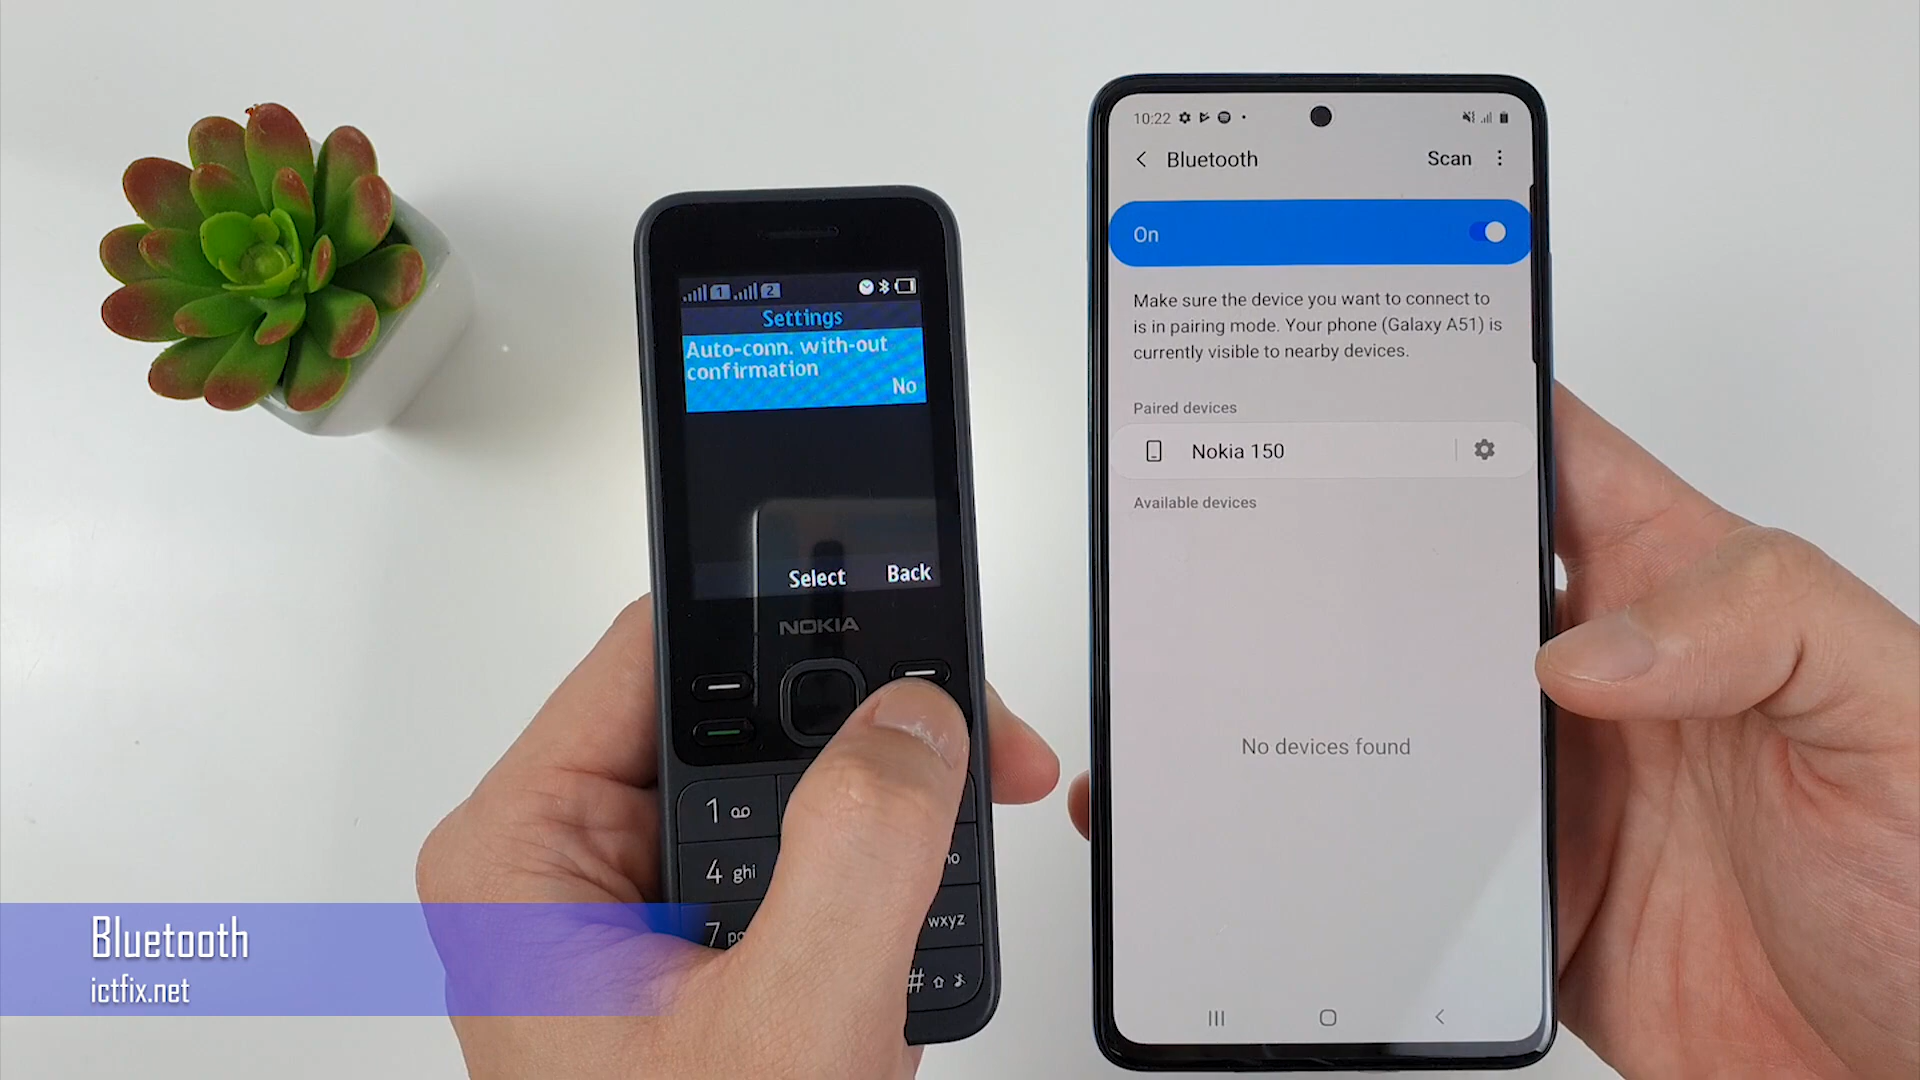 1 2
Settings
Auto-conn. with-out
confirmation
No
Select Back
NOKIA
1
4 ghi
7
wxyz
#
10:22
Bluetooth Scan
On
Make sure the device you want to connect to
is in pairing mode. Your phone (Galaxy A51) is
currently visible to nearby devices.
Paired devices
Nokia 150
Available devices
No devices found
Bluetooth
ictfix.net